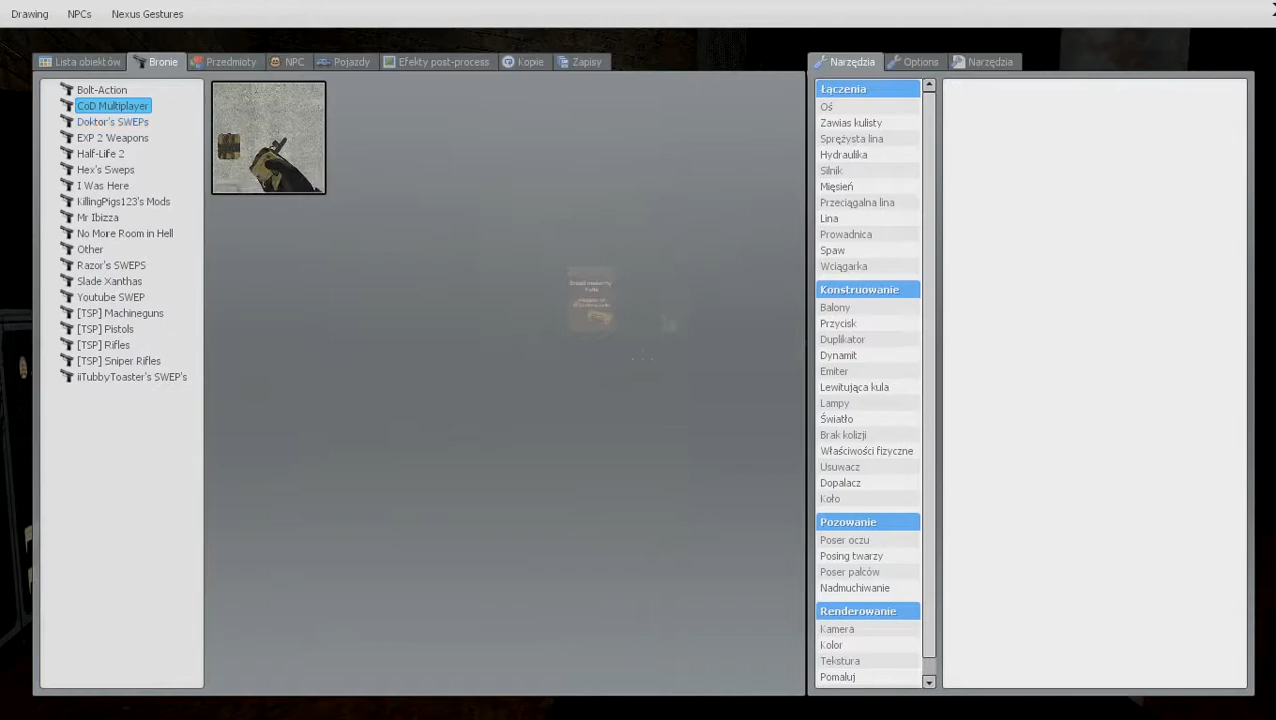 Drawing NPCs Nexus Gestures
Lista obiektów Bronie Przedmioty NPC Pojazdy Efekty post-process Kopie Zapisy
Narzędzia Options Narzędzia
Bolt-Action
CoD Multiplayer
Doktor's SWEPs
EXP 2 Weapons
Half-Life 2
Hex's Sweps
I Was Here
KillingPigs123's Mods
Mr Ibizza
No More Room in Hell
Other
Razor's SWEPS
Slade Xanthas
Youtube SWEP
[TSP] Machineguns
[TSP] Pistols
[TSP] Rifles
[TSP] Sniper Rifles
iiTubbyToaster's SWEP's
Łączenia
Oś
Zawias kulisty
Sprężysta lina
Hydraulika
Silnik
Mięsień
Przeciągalna lina
Lina
Prowadnica
Spaw
Wciągarka
Konstruowanie
Balony
Przycisk
Duplikator
Dynamit
Emiter
Lewitująca kula
Lampy
Światło
Brak kolizji
Właściwości fizyczne
Usuwacz
Dopalacz
Koło
Pozowanie
Poser oczu
Posing twarzy
Poser palców
Nadmuchiwanie
Renderowanie
Kamera
Kolor
Tekstura
Pomaluj